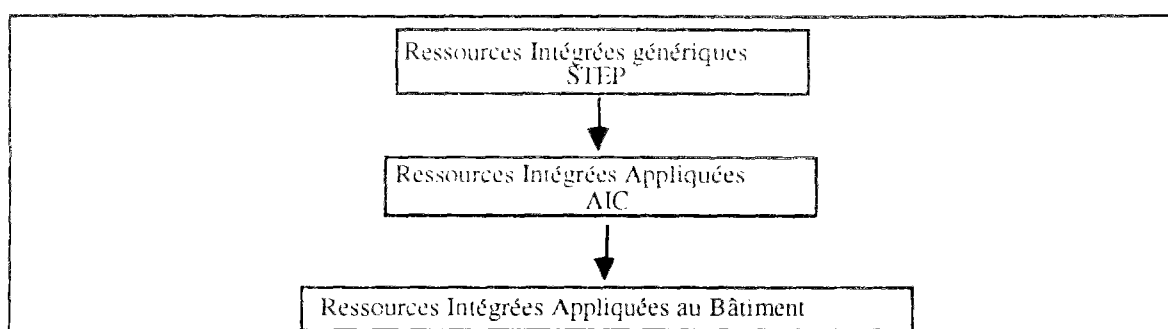 Ressources Intégrées génériques
STEP
Ressources Intégrées Appliquées
AIC
Ressources Intégrées Appliquées au Bâtiment